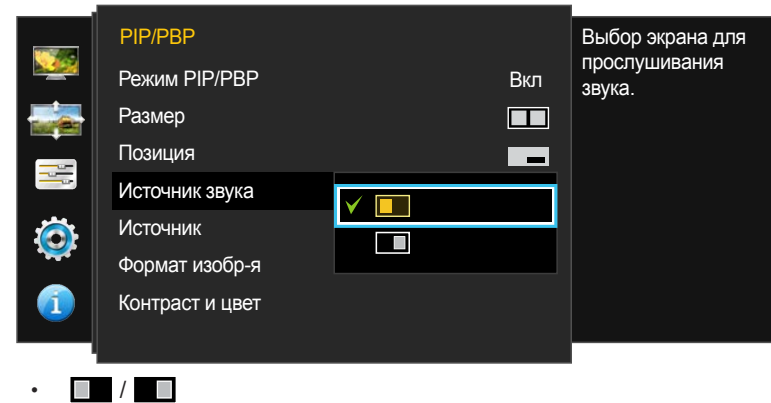 PIP/PBP
Режим PIP/PBP Вкл
Размер
Позиция
Источник звука
Источник
Формат изобр-я
Контраст и цвет
Выбор экрана для
прослушивания
звука.
• /